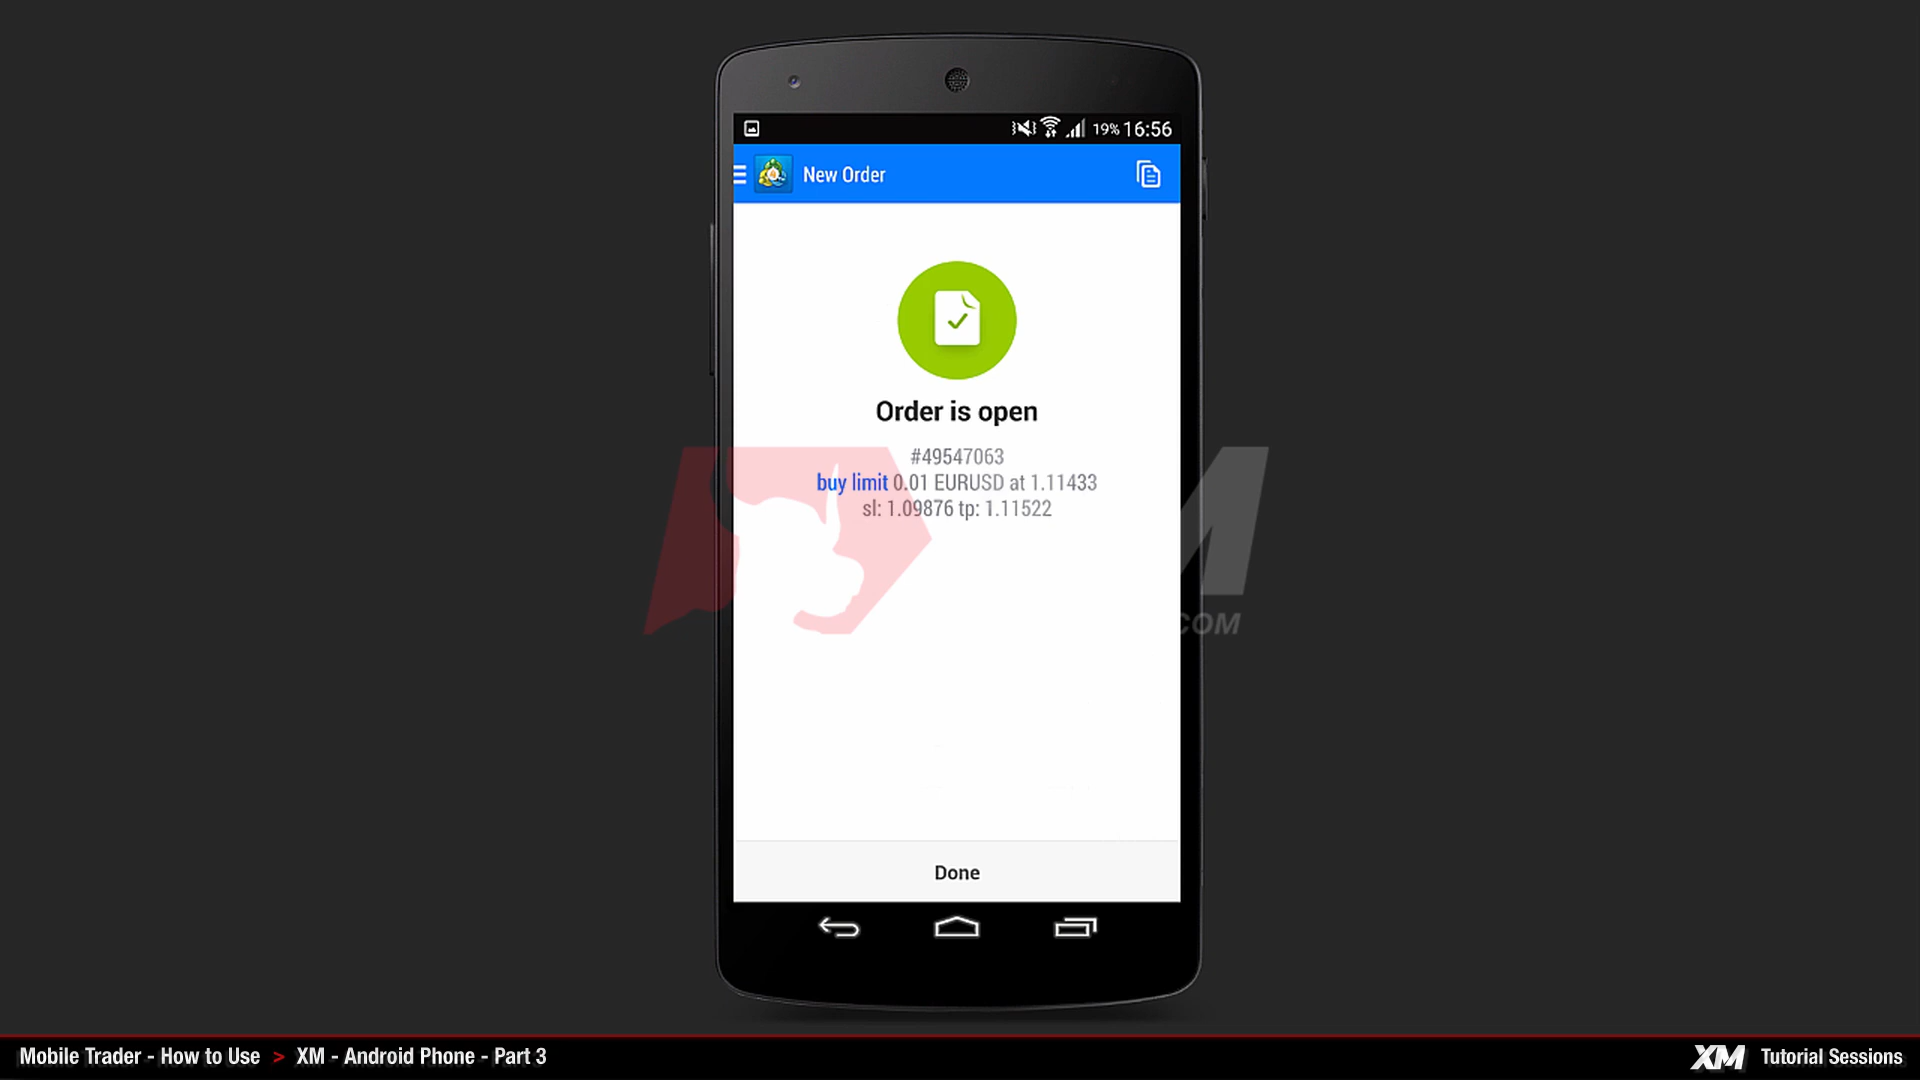 19% 16:56
New Order
Order is open
#49547063
buy limit 0.01 EURUSD at 1.11433
sl: 1.09876 tp: 1.11522
M
.COM
Done
Mobile Trader - How to Use > XM - Android Phone - Part 3
XM Tutorial Sessions